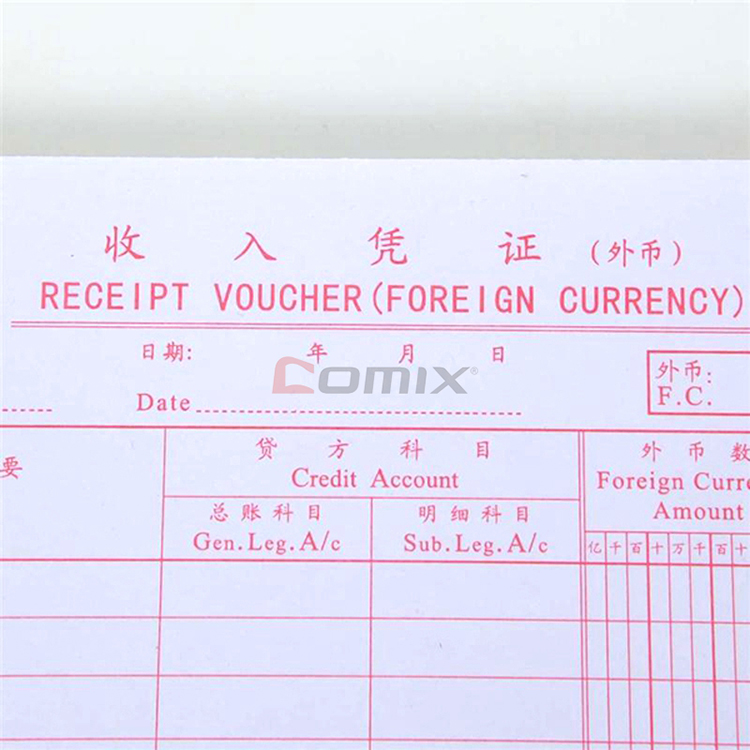 收入凭证(外币)
RECEIPT VOUCHER(FOREIGN CURRENCY)
日期: 年 月 日
Comix®
外币:
Date
F.C.
要
贷方科目
Credit Account
外币数
Foreign Curre
Amount
总账科目
明细科目
Gen.Leg.A/c
Sub.Leg.A/c
亿千百十万千百十